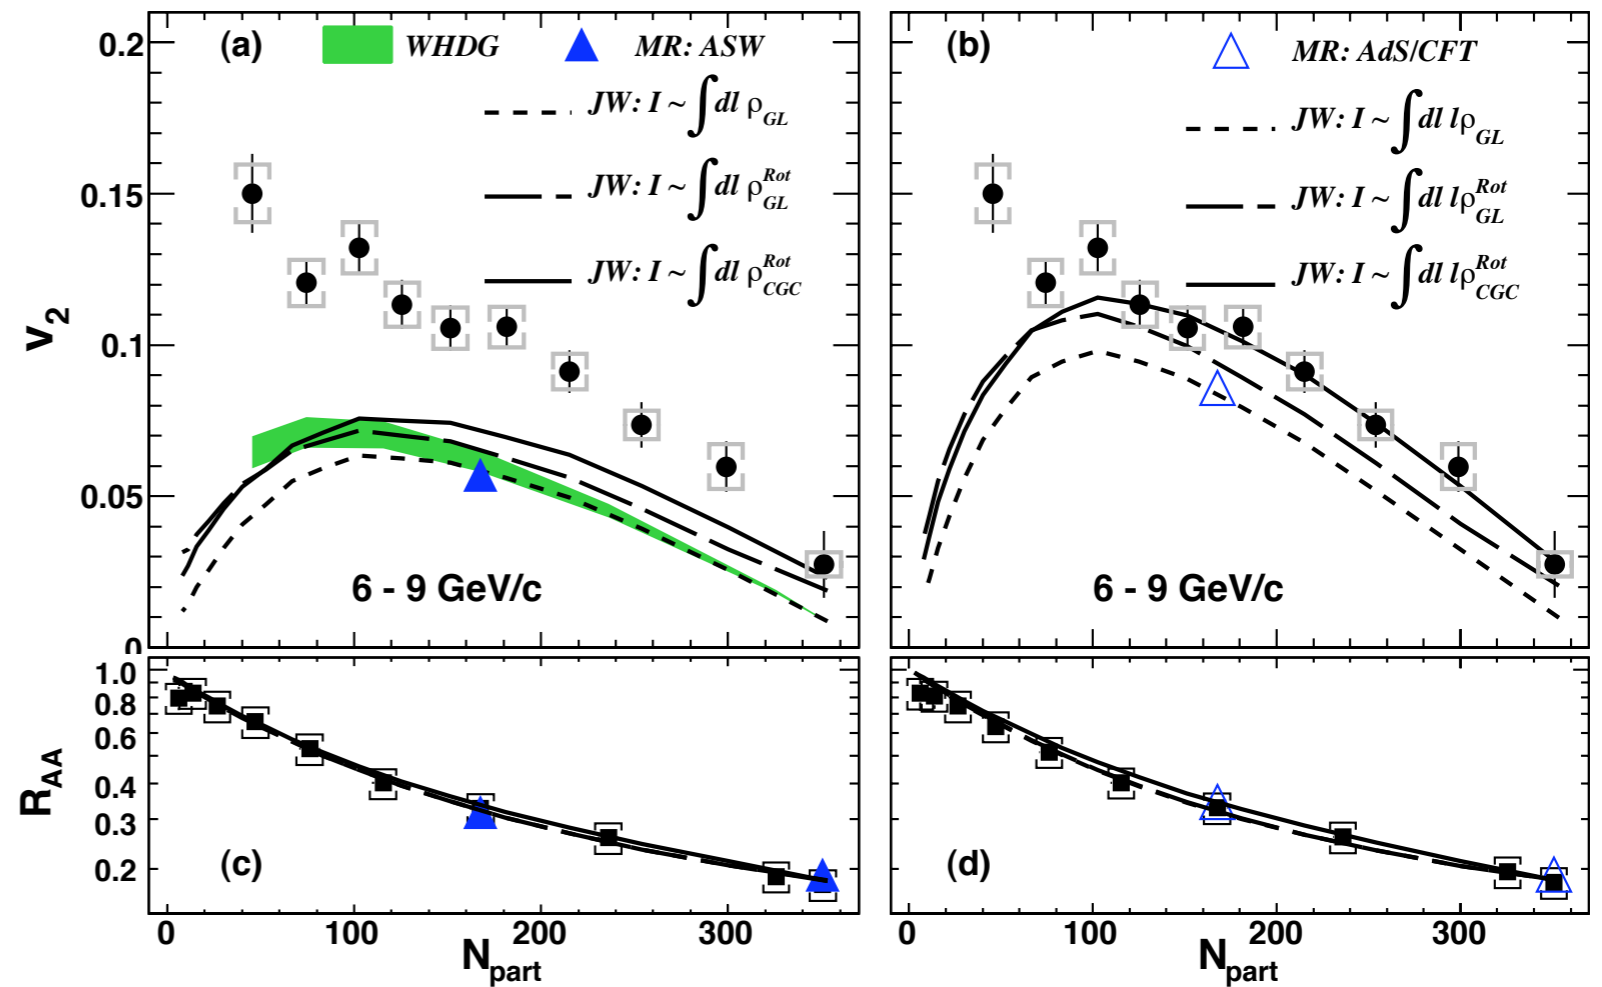 (a) WHDG MR: ASW
JW: I ~ ∫dl ρ_GL
JW: I ~ ∫dl ρ_GL^Rot
JW: I ~ ∫dl ρ_CGC^Rot
6 - 9 GeV/c
v_2
0.2
0.15
0.1
0.05
0
(b) MR: AdS/CFT
JW: I ~ ∫dl lρ_GL
JW: I ~ ∫dl lρ_GL^Rot
JW: I ~ ∫dl lρ_CGC^Rot
6 - 9 GeV/c
R_AA
1.0
0.8
0.6
0.4
0.3
0.2
(c)
(d)
0 100 200 300
N_part
0 100 200 300
N_part